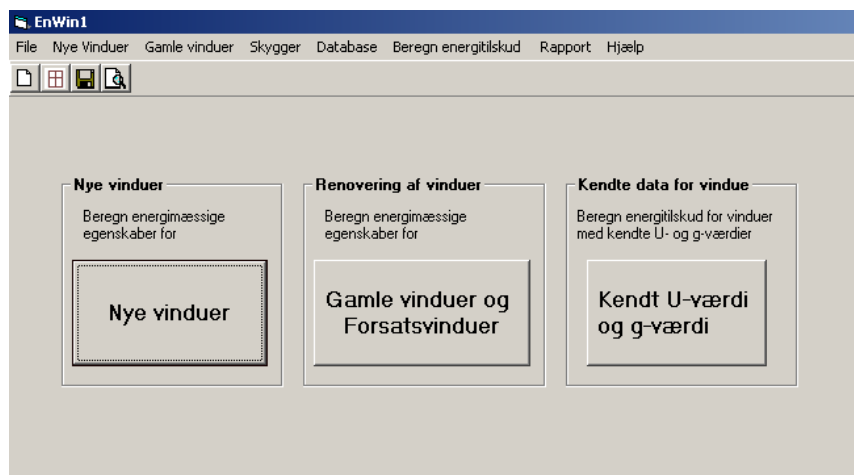 EnWin1
File Nye Vinduer Gamle vinduer Skygger Database Beregn energitilskud Rapport Hjælp
Nye vinduer
Beregn energimæssige
egenskaber for
Nye vinduer
Renovering af vinduer
Beregn energimæssige
egenskaber for
Gamle vinduer og
Forsatsvinduer
Kendte data for vindue
Beregn energitilskud for vinduer
med kendte U- og g-værdier
Kendt U-værdi
og g-værdi